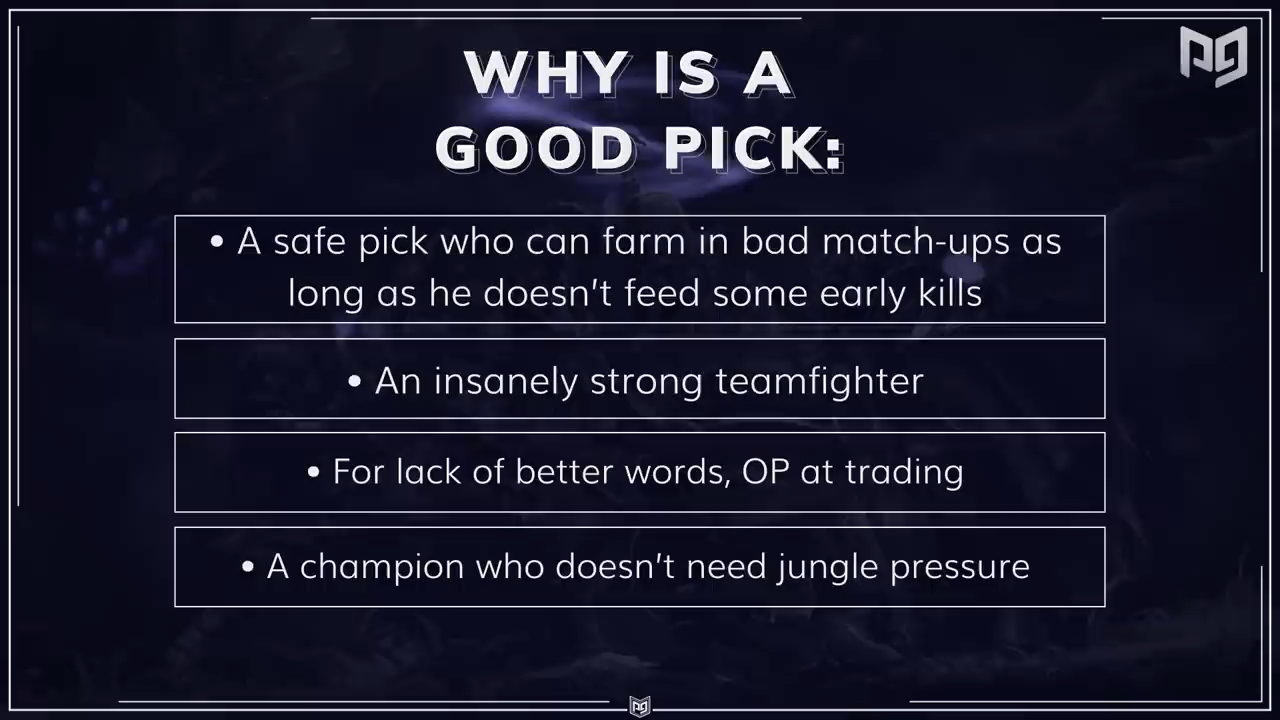 WHY IS A
GOOD PICK:
• A safe pick who can farm in bad match-ups as
long as he doesn't feed some early kills
• An insanely strong teamfighter
• For lack of better words, OP at trading
• A champion who doesn't need jungle pressure
PG
PG